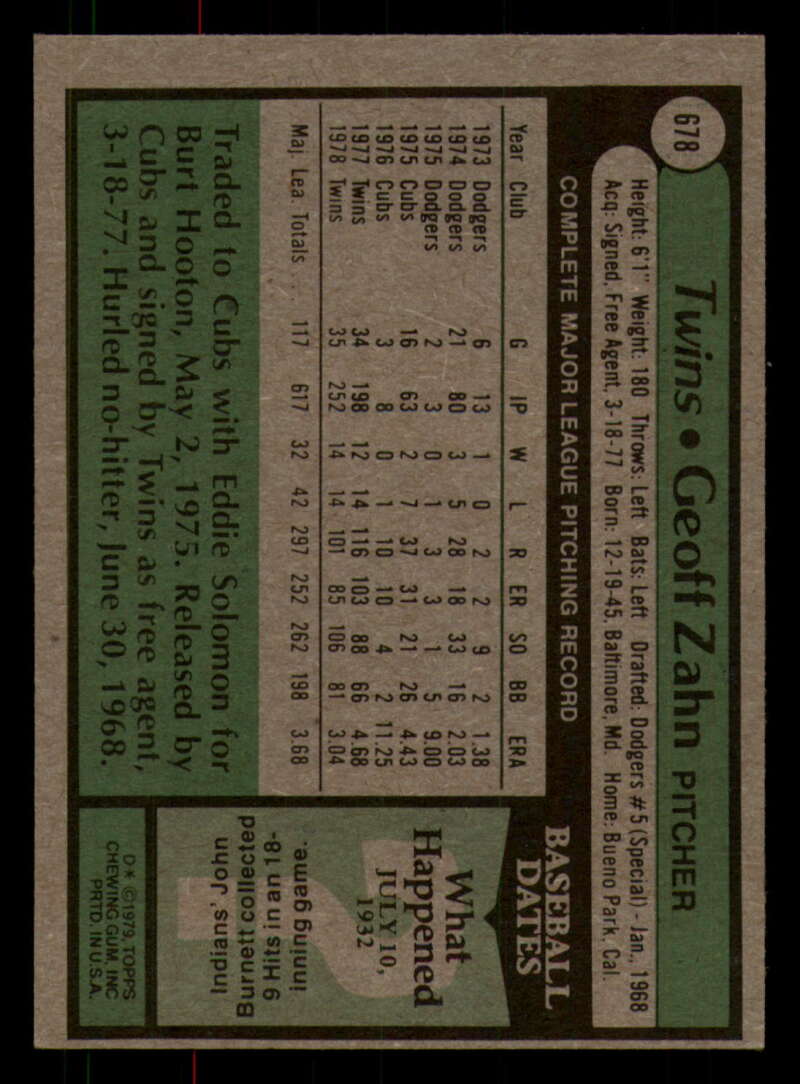 678
Twins • Geoff Zahn PITCHER
Height: 6'1" Weight: 180 Throws: Left Bats: Left Drafted: Dodgers #5 (Special) - Jan., 1968
Acq: Signed, Free Agent, 3-18-77 Born: 12-19-45, Baltimore, Md. Home: Bueno Park, Cal.
COMPLETE MAJOR LEAGUE PITCHING RECORD
Year Club G IP W L R ER SO BB ERA
1973 Dodgers 6 13 1 0 2 2 9 2 1.38
1974 Dodgers 21 80 3 5 28 18 33 16 2.03
1975 Dodgers 2 3 0 1 3 3 1 5 9.00
1975 Cubs 16 63 2 7 37 31 21 26 4.43
1976 Cubs 3 8 0 1 10 10 4 2 11.25
1977 Twins 34 198 12 14 116 103 88 66 4.68
1978 Twins 35 252 14 14 101 85 106 81 3.04
Maj. Lea. Totals ... 117 617 32 42 297 252 262 198 3.68
Traded to Cubs with Eddie Solomon for
Burt Hooton, May 2, 1975. Released by
Cubs and signed by Twins as free agent,
3-18-77. Hurled no-hitter, June 30, 1968.
BASEBALL
DATES
What
Happened
JULY 10,
1932
Indians' John
Burnett collected
9 Hits in an 18-
inning game.
D* ©1979, TOPPS
CHEWING GUM, INC
PRTD. IN U.S.A.